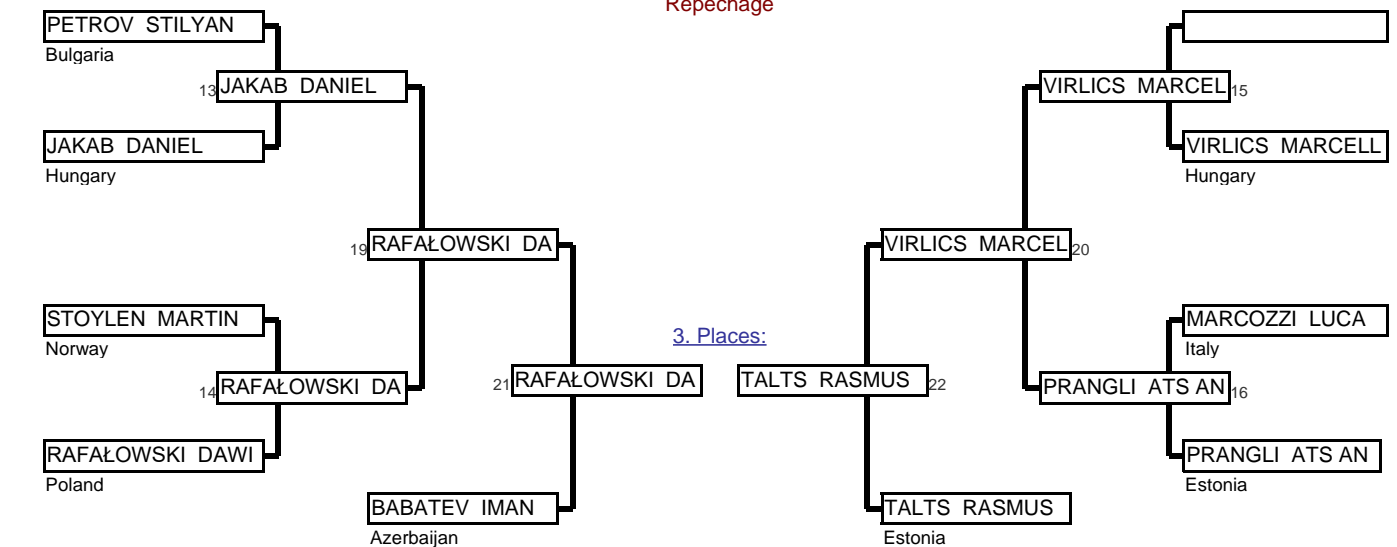 Repechage
PETROV STILYAN
Bulgaria
13 JAKAB DANIEL
VIRLICS MARCEL 15
JAKAB DANIEL
Hungary
VIRLICS MARCELL
Hungary
19 RAFAŁOWSKI DA
VIRLICS MARCEL 20
STOYLEN MARTIN
Norway
MARCOZZI LUCA
Italy
3. Places:
14 RAFAŁOWSKI DA
21 RAFAŁOWSKI DA
TALTS RASMUS 22
PRANGLI ATS AN 16
RAFAŁOWSKI DAWI
Poland
PRANGLI ATS AN
Estonia
BABATEV IMAN
Azerbaijan
TALTS RASMUS
Estonia